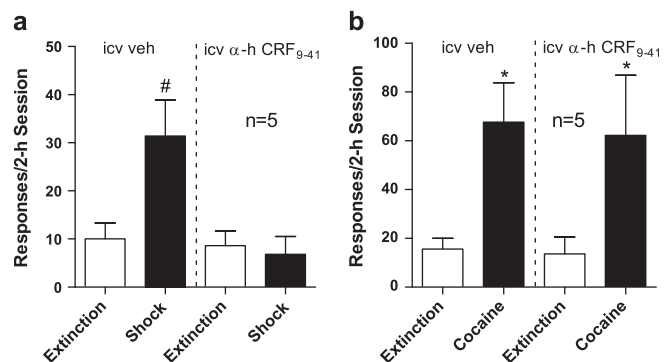 a
icv veh
icv α-h CRF9-41
Responses/2-h Session
50
40
30
20
10
0
#
n=5
Extinction
Shock
Extinction
Shock
b
icv veh
icv α-h CRF9-41
Responses/2-h Session
100
80
60
40
20
0
*
*
n=5
Extinction
Cocaine
Extinction
Cocaine